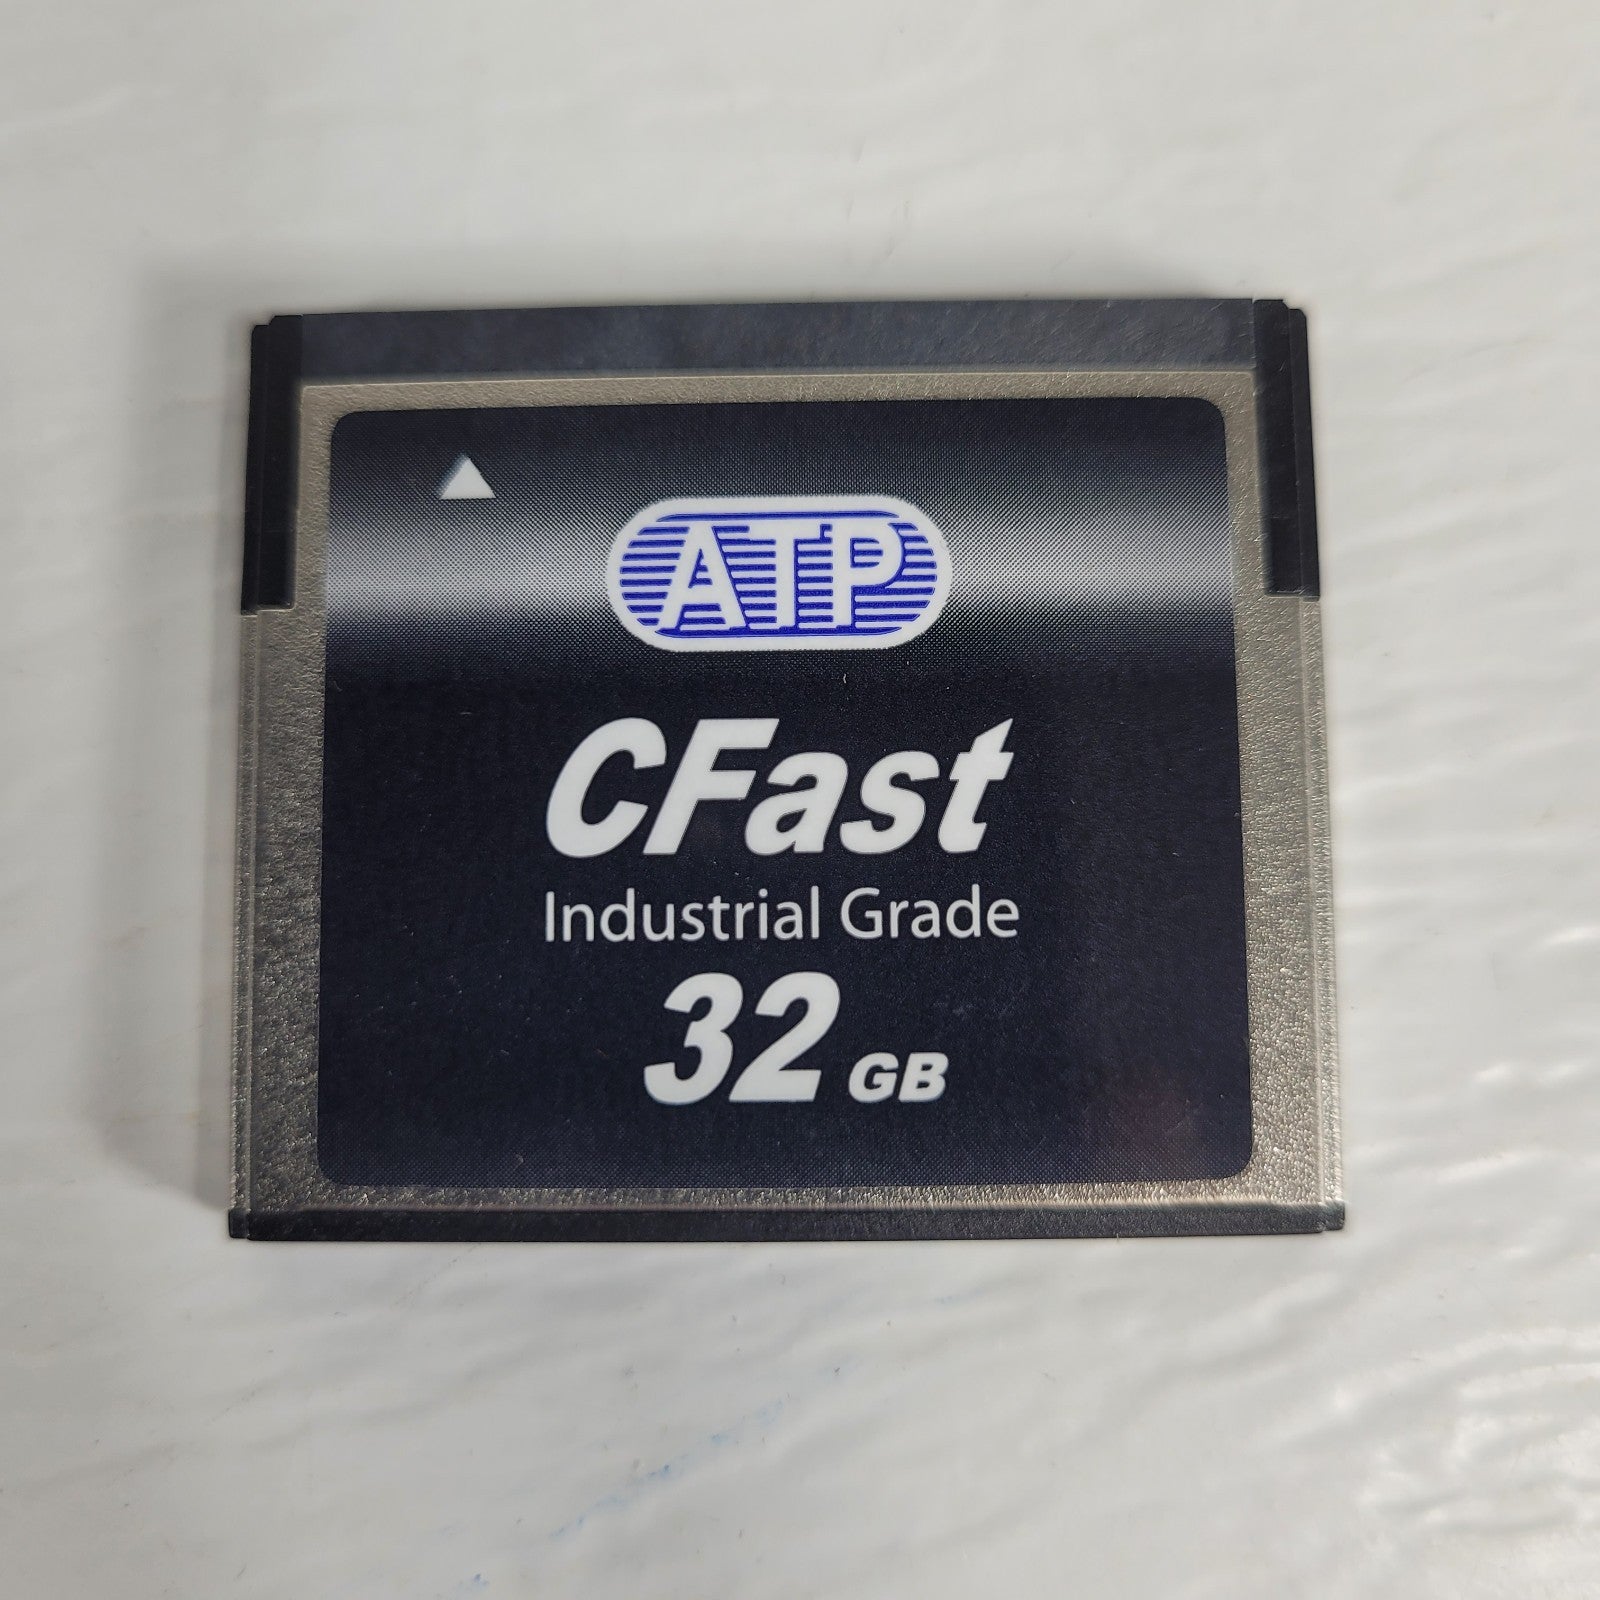 ATP
CFast
Industrial Grade
32 GB